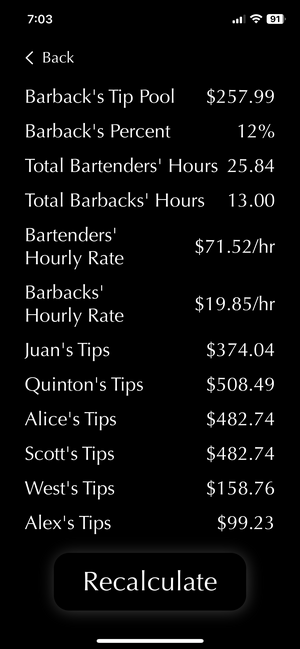 7:03
91
Back
Barback's Tip Pool $257.99
Barback's Percent 12%
Total Bartenders' Hours 25.84
Total Barbacks' Hours 13.00
Bartenders'
Hourly Rate $71.52/hr
Barbacks'
Hourly Rate $19.85/hr
Juan's Tips $374.04
Quinton's Tips $508.49
Alice's Tips $482.74
Scott's Tips $482.74
West's Tips $158.76
Alex's Tips $99.23
Recalculate